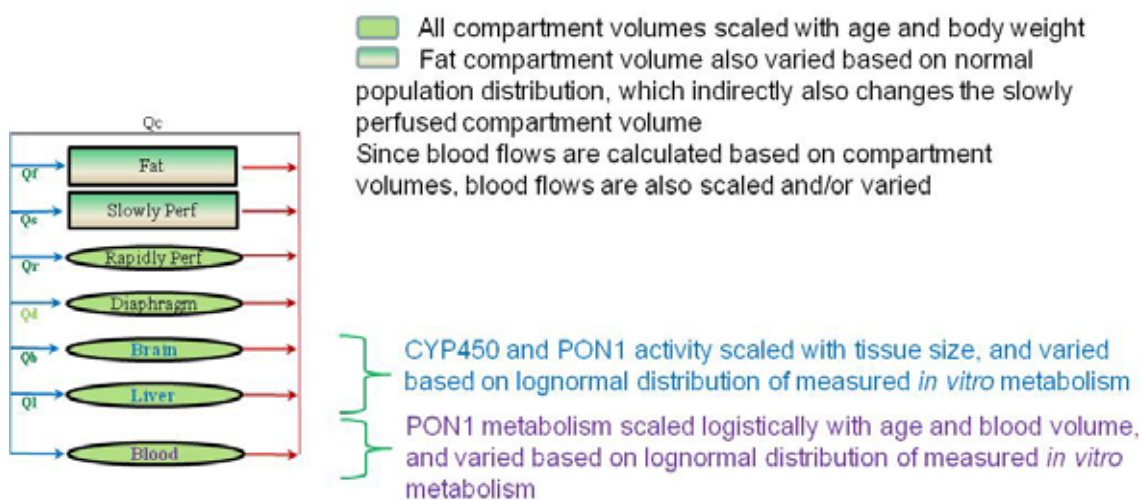 All compartment volumes scaled with age and body weight
Fat compartment volume also varied based on normal
population distribution, which indirectly also changes the slowly
perfused compartment volume
Since blood flows are calculated based on compartment
volumes, blood flows are also scaled and/or varied
Qc
Qf
Fat
Qs
Slowly Perf
Qr
Rapidly Perf
Qd
Diaphragm
Qb
Brain
Ql
Liver
Blood
CYP450 and PON1 activity scaled with tissue size, and varied
based on lognormal distribution of measured in vitro metabolism
PON1 metabolism scaled logistically with age and blood volume,
and varied based on lognormal distribution of measured in vitro
metabolism